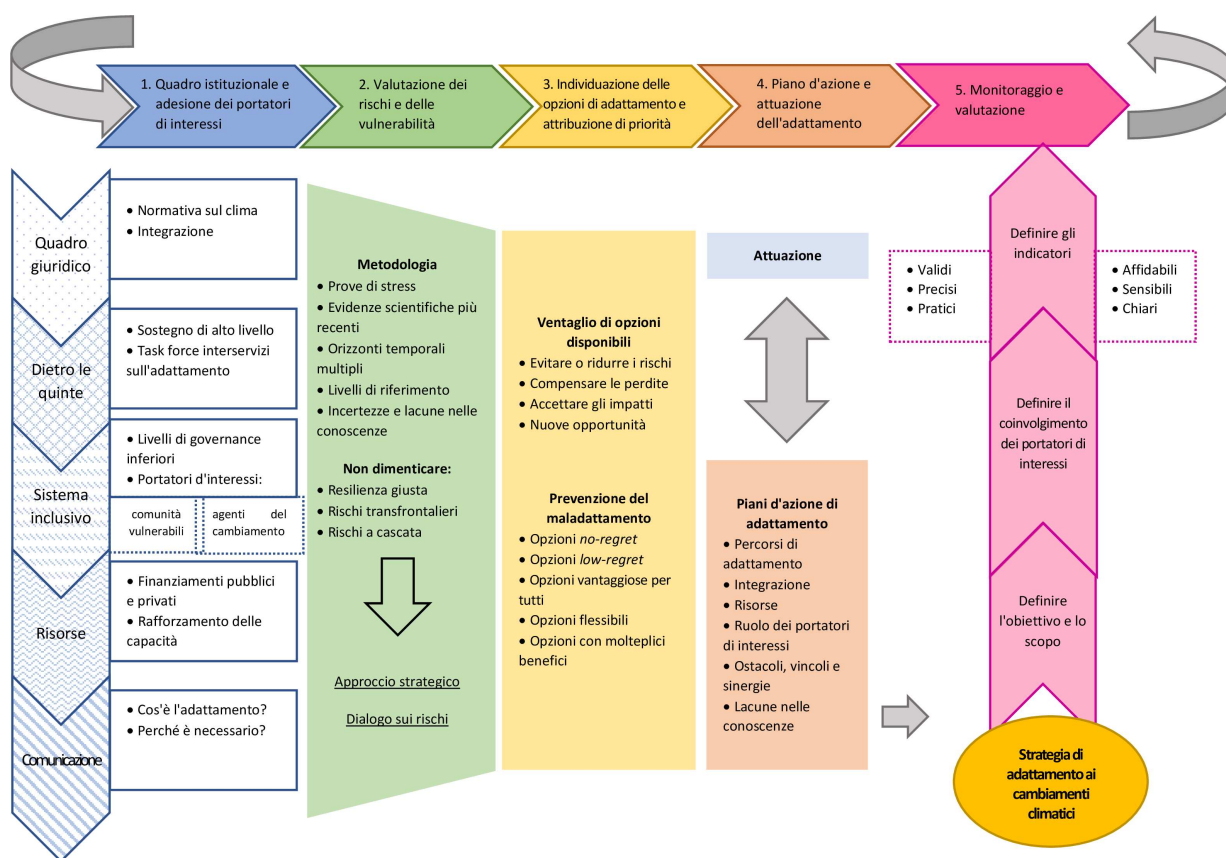 1. Quadro istituzionale e
adesione dei portatori
di interessi
2. Valutazione dei
rischi e delle
vulnerabilità
3. Individuazione delle
opzioni di adattamento e
attribuzione di priorità
4. Piano d'azione e
attuazione
dell'adattamento
5. Monitoraggio e
valutazione
Quadro
giuridico
• Normativa sul clima
• Integrazione
Dietro le
quinte
• Sostegno di alto livello
• Task force interservizi
sull'adattamento
Sistema
inclusivo
• Livelli di governance
inferiori
• Portatori d'interessi:
comunità
vulnerabili
agenti del
cambiamento
Risorse
• Finanziamenti pubblici
e privati
• Rafforzamento delle
capacità
Comunicazione
• Cos'è l'adattamento?
• Perché è necessario?
Metodologia
• Prove di stress
• Evidenze scientifiche più
recenti
• Orizzonti temporali
multipli
• Livelli di riferimento
• Incertezze e lacune nelle
conoscenze
Non dimenticare:
• Resilienza giusta
• Rischi transfrontalieri
• Rischi a cascata
Approccio strategico
Dialogo sui rischi
Ventaglio di opzioni
disponibili
• Evitare o ridurre i rischi
• Compensare le perdite
• Accettare gli impatti
• Nuove opportunità
Prevenzione del
maladattamento
• Opzioni no-regret
• Opzioni low-regret
• Opzioni vantaggiose per
tutti
• Opzioni flessibili
• Opzioni con molteplici
benefici
Attuazione
Piani d'azione di
adattamento
• Percorsi di
adattamento
• Integrazione
• Risorse
• Ruolo dei portatori
di interessi
• Ostacoli, vincoli e
sinergie
• Lacune nelle
conoscenze
Definire gli
indicatori
• Validi
• Precisi
• Pratici
• Affidabili
• Sensibili
• Chiari
Definire il
coinvolgimento
dei portatori di
interessi
Definire
l'obiettivo e lo
scopo
Strategia di
adattamento ai
cambiamenti
climatici